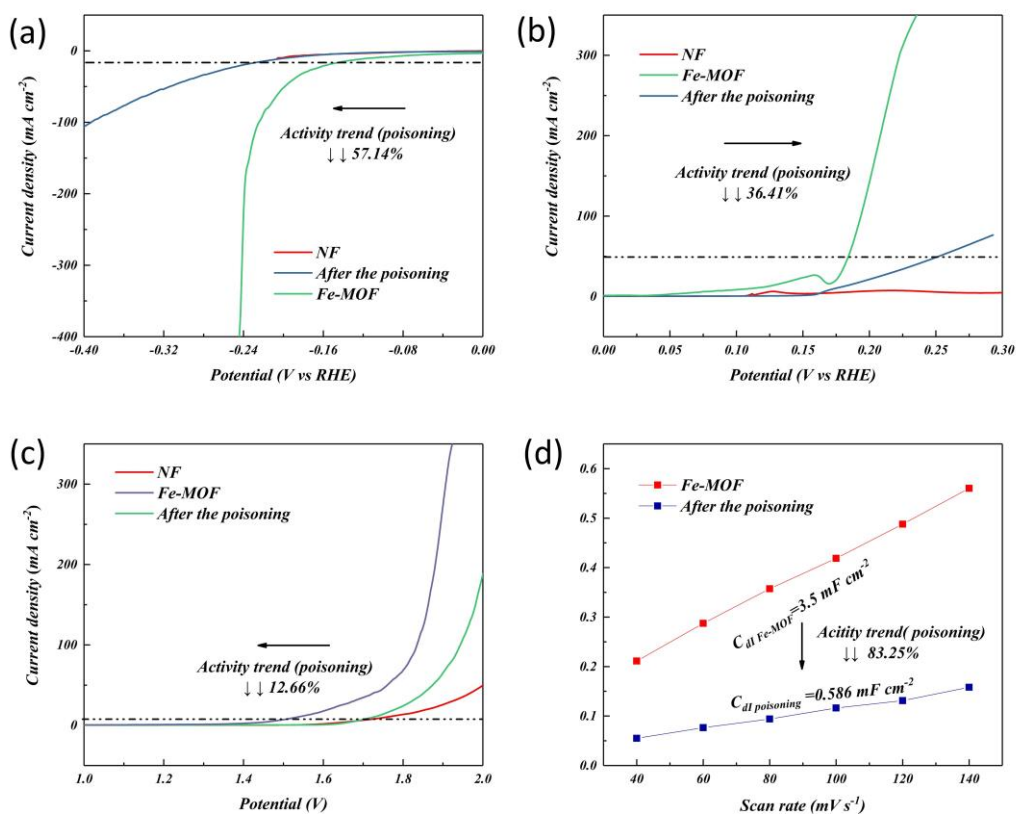 (a)
0
-100
-200
-300
-400
-0.40
-0.32
-0.24
-0.16
-0.08
0.00
Current density (mA cm-2)
Potential (V vs RHE)
NF
After the poisoning
Fe-MOF
Activity trend (poisoning)
↓↓ 57.14%
(b)
300
200
100
0
0.00
0.05
0.10
0.15
0.20
0.25
0.30
Current density (mA cm-2)
Potential (V vs RHE)
NF
Fe-MOF
After the poisoning
Activity trend (poisoning)
↓↓ 36.41%
(c)
300
200
100
0
1.0
1.2
1.4
1.6
1.8
2.0
Current density (mA cm-2)
Potential (V)
NF
Fe-MOF
After the poisoning
Activity trend (poisoning)
↓↓ 12.66%
(d)
0.6
0.5
0.4
0.3
0.2
0.1
0.0
40
60
80
100
120
140
Scan rate (mV s-1)
Fe-MOF
After the poisoning
CdI Fe-MOF=3.5 mF cm-2
Acitity trend( poisoning)
↓↓ 83.25%
CdI poisoning=0.586 mF cm-2